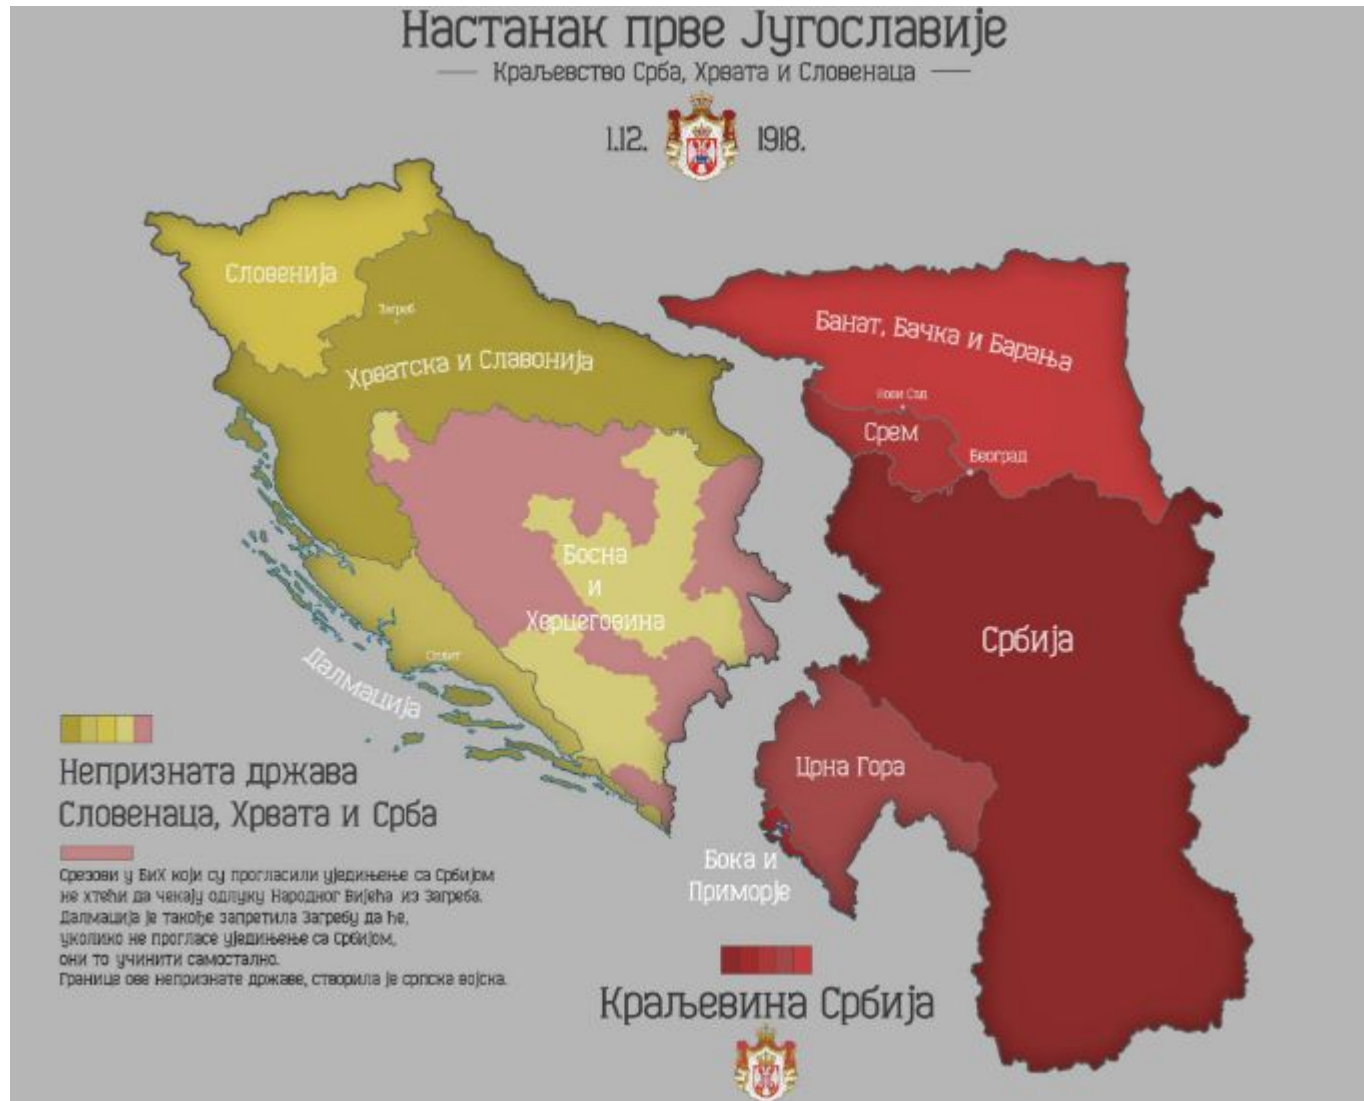 Настанак прве Југославије
Краљевство Срба, Хрвата и Словенаца
1.12. 1918.
Словенија
Загреб
Хрватска и Славонија
Банат, Бачка и Барања
Нови Сад
Срем
Београд
Босна
и
Херцеговина
Србија
Сплит
Далмација
Црна Гора
Бока и
Приморје
Непризната држава
Словенаца, Хрвата и Срба
Срезови у БиХ који су прогласили уједињење са Србијом
не хтећи да чекају одлуку Народног Вијећа из Загреба.
Далмација је такође запретила Загребу да ће,
уколико не прогласе уједињење са Србијом,
они то учинити самостално.
Границе ове непризнате државе, створила је српска војска.
Краљевина Србија